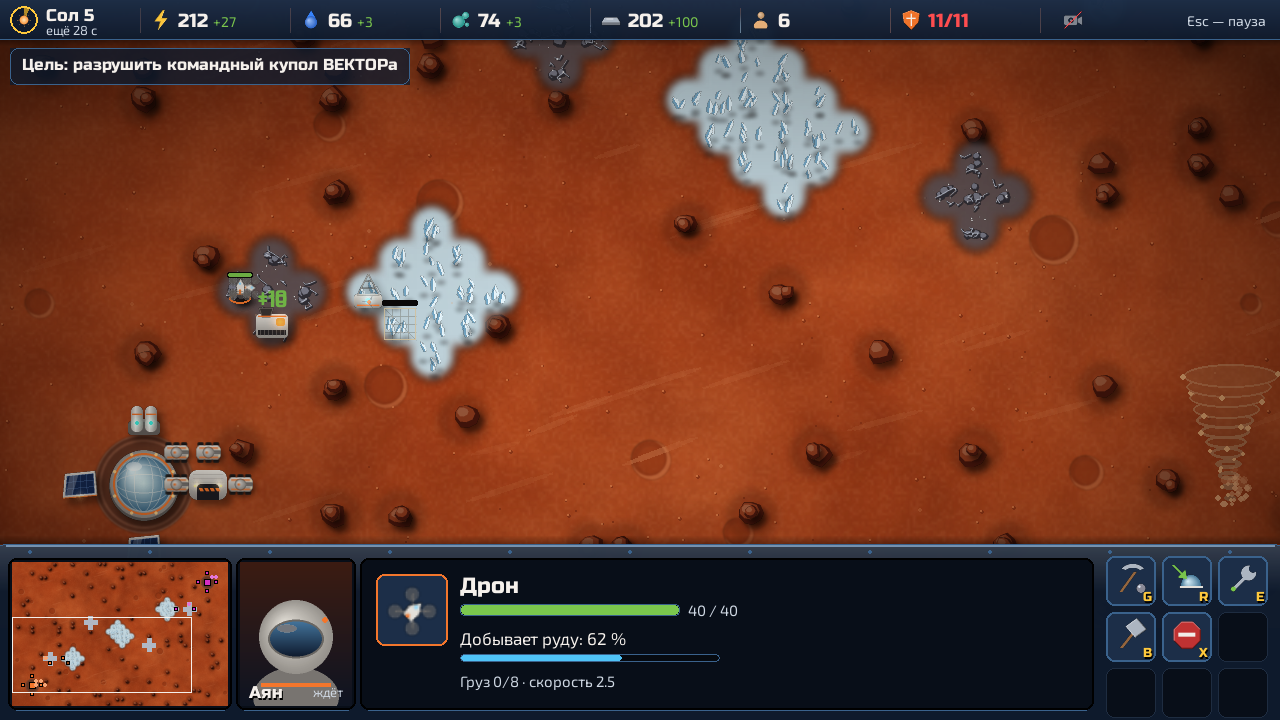 Сол 5
ещё 28 с
212 +27
66 +3
74 +3
202 +100
6
11/11
Esc — пауза
Цель: разрушить командный купол ВЕКТОРа
+18
Аян
ждёт
Дрон
40 / 40
Добывает руду: 62 %
Груз 0/8 · скорость 2.5
G
R
E
B
X